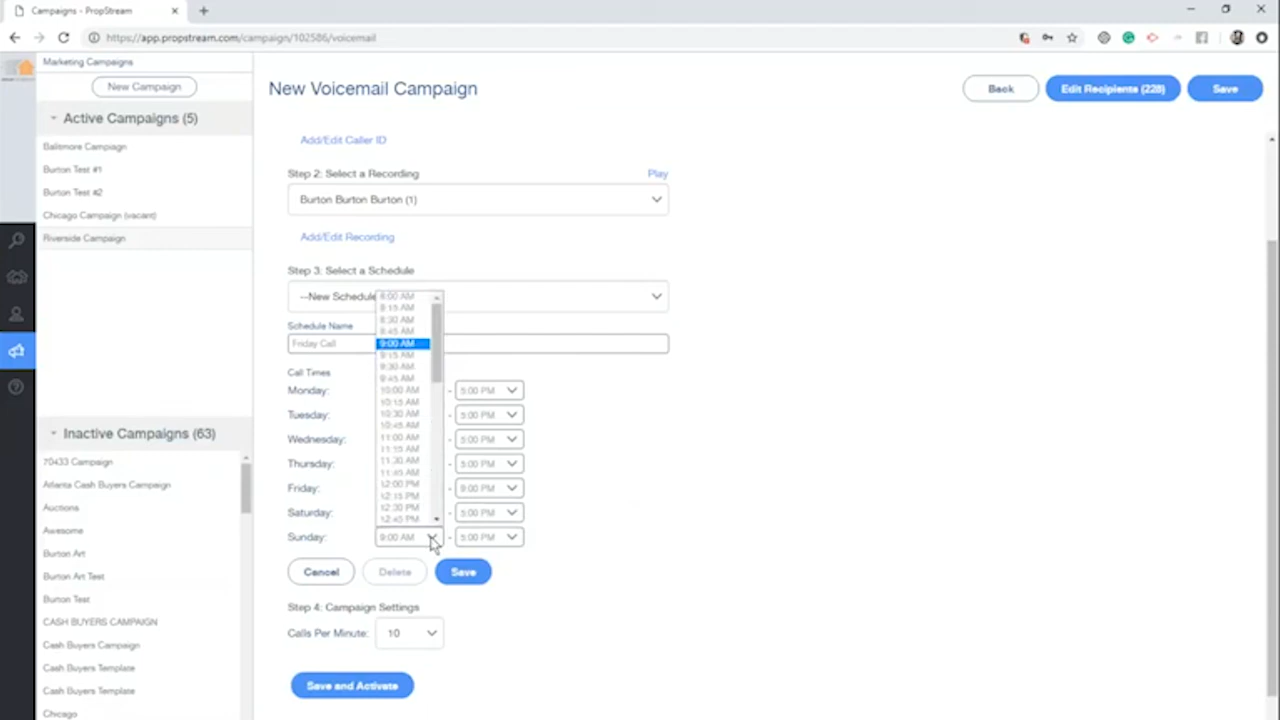 Campaigns - PropStream
https://app.propstream.com/campaign/102586/voicemail
Marketing Campaigns
New Campaign
Active Campaigns (5)
Baltimore Campaign
Burton Test #1
Burton Test #2
Chicago Campaign (vacant)
Riverside Campaign
Inactive Campaigns (63)
70433 Campaign
Atlanta Cash Buyers Campaign
Auctions
Awesome
Burton Art
Burton Art Test
Burton Test
CASH BUYERS CAMPAIGN
Cash Buyers Campaign
Cash Buyers Template
Cash Buyers Template
Chicago
New Voicemail Campaign
Back
Edit Recipients (228)
Save
Add/Edit Caller ID
Step 2: Select a Recording
Play
Burton Burton Burton (1)
Add/Edit Recording
Step 3: Select a Schedule
--New Schedule
Schedule Name
Friday Call
Call Times
8:00 AM
8:15 AM
8:30 AM
8:45 AM
9:00 AM
9:15 AM
9:30 AM
9:45 AM
10:00 AM
10:15 AM
10:30 AM
10:45 AM
11:00 AM
11:15 AM
11:30 AM
11:45 AM
12:00 PM
12:15 PM
12:30 PM
12:45 PM
Monday: - 5:00 PM
Tuesday: - 5:00 PM
Wednesday: - 5:00 PM
Thursday: - 5:00 PM
Friday: - 9:00 PM
Saturday: - 5:00 PM
Sunday: 9:00 AM - 5:00 PM
Cancel
Delete
Save
Step 4: Campaign Settings
Calls Per Minute: 10
Save and Activate